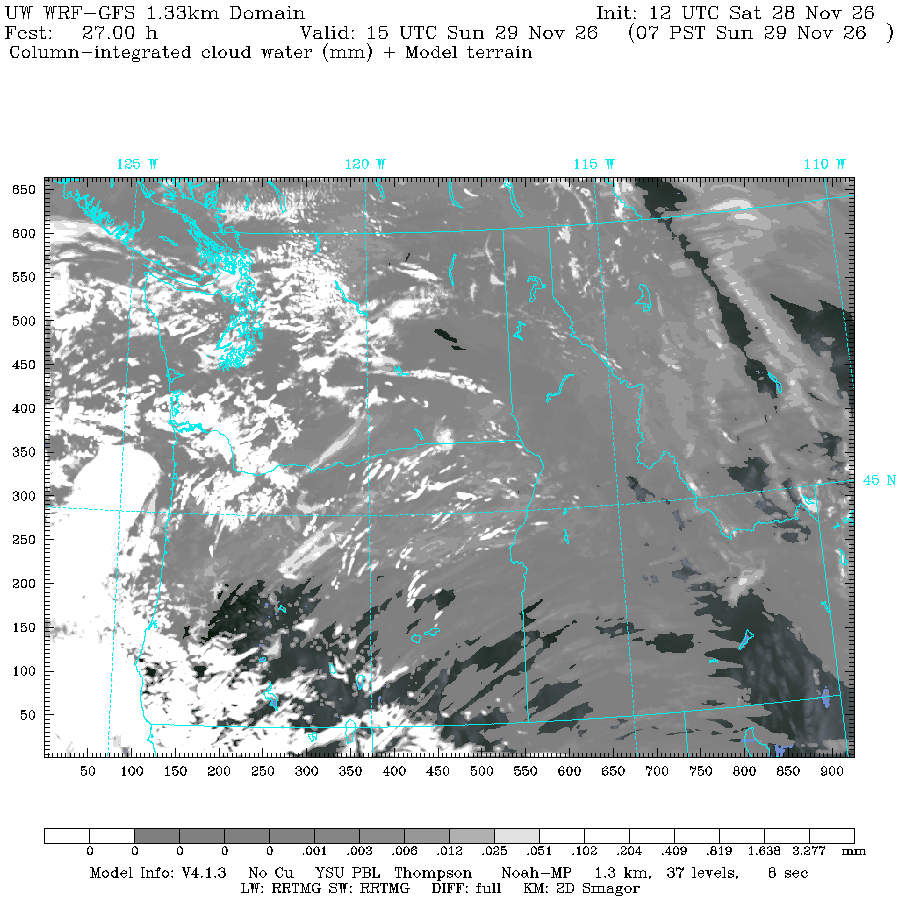 UW WRF-GFS 1.33km Domain Init: 12 UTC Sat 28 Nov 26
Fcst: 27.00 h Valid: 15 UTC Sun 29 Nov 26 (07 PST Sun 29 Nov 26 )
Column-integrated cloud water (mm) + Model terrain
125 W 120 W 115 W 110 W
650
600
550
500
450
400
350
300
45 N
250
200
150
100
50
50 100 150 200 250 300 350 400 450 500 550 600 650 700 750 800 850 900
0 0 0 0 0 .001 .003 .006 .012 .025 .051 .102 .204 .409 .819 1.638 3.277 mm
Model Info: V4.1.3 No Cu YSU PBL Thompson Noah-MP 1.3 km, 37 levels, 8 sec
LW: RRTMG SW: RRTMG DIFF: full KM: 2D Smagor